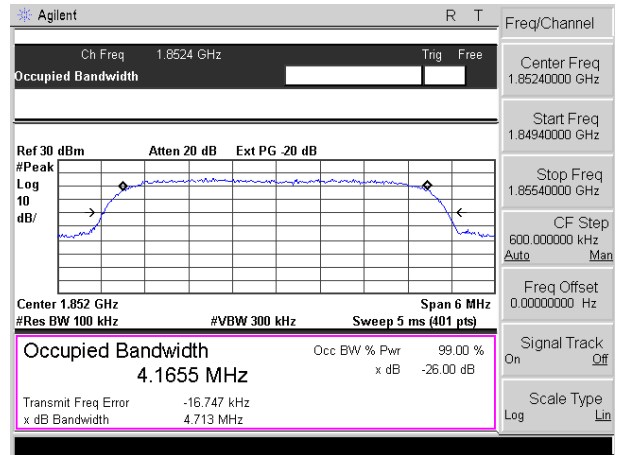 Agilent R T
Ch Freq 1.8524 GHz Trig Free
Occupied Bandwidth
Ref 30 dBm Atten 20 dB Ext PG -20 dB
#Peak
Log
10
dB/
Center 1.852 GHz Span 6 MHz
#Res BW 100 kHz #VBW 300 kHz Sweep 5 ms (401 pts)
Occupied Bandwidth Occ BW % Pwr 99.00 %
4.1655 MHz x dB -26.00 dB
Transmit Freq Error -16.747 kHz
x dB Bandwidth 4.713 MHz
Freq/Channel
Center Freq
1.85240000 GHz
Start Freq
1.84940000 GHz
Stop Freq
1.85540000 GHz
CF Step
600.000000 kHz
Auto Man
Freq Offset
0.00000000 Hz
Signal Track
On Off
Scale Type
Log Lin